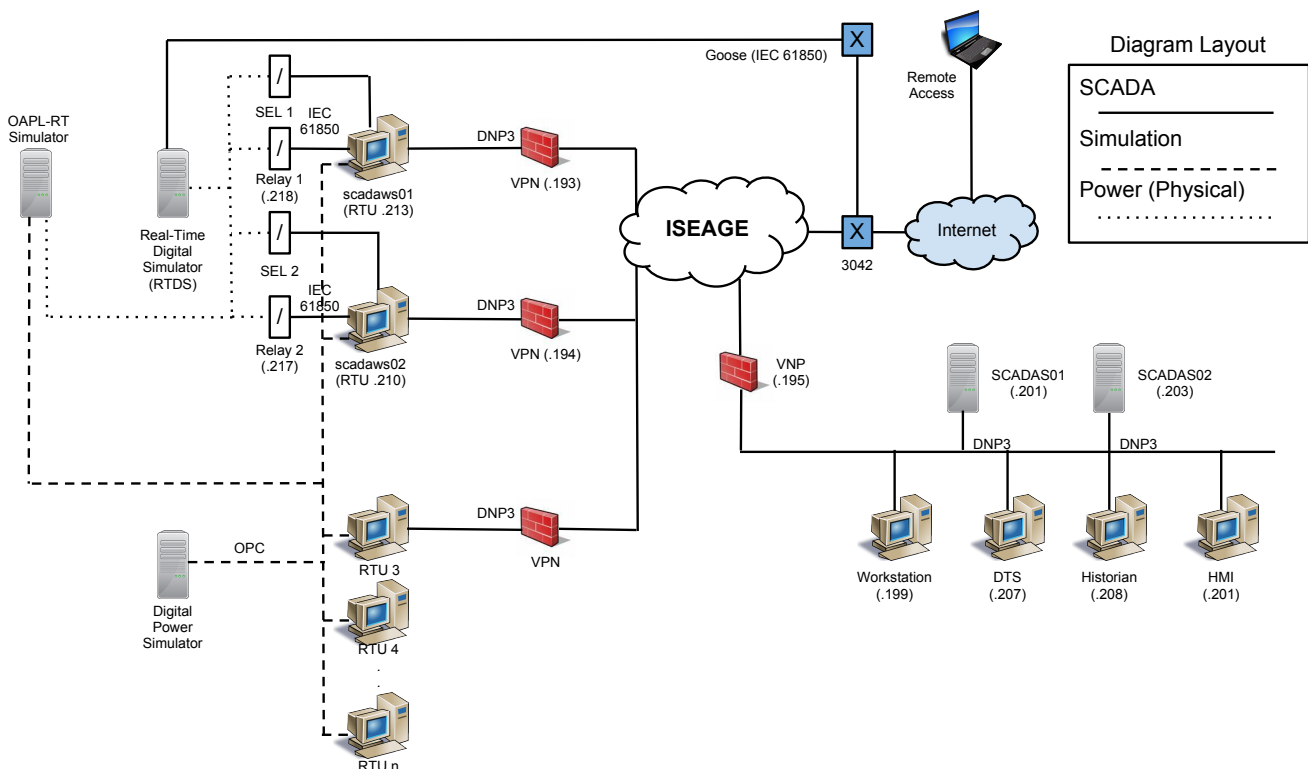 Goose (IEC 61850)
X
Remote
Access
Diagram Layout
SCADA
Simulation
Power (Physical)
OAPL-RT
Simulator
Real-Time
Digital
Simulator
(RTDS)
/
SEL 1
IEC
61850
/
Relay 1
(.218)
/
SEL 2
IEC
61850
/
Relay 2
(.217)
scadaws01
(RTU .213)
DNP3
VPN (.193)
scadaws02
(RTU .210)
DNP3
VPN (.194)
ISEAGE
X
3042
Internet
VNP
(.195)
SCADAS01
(.201)
SCADAS02
(.203)
DNP3
DNP3
Workstation
(.199)
DTS
(.207)
Historian
(.208)
HMI
(.201)
DNP3
VPN
RTU 3
OPC
Digital
Power
Simulator
RTU 4
.
.
RTU n